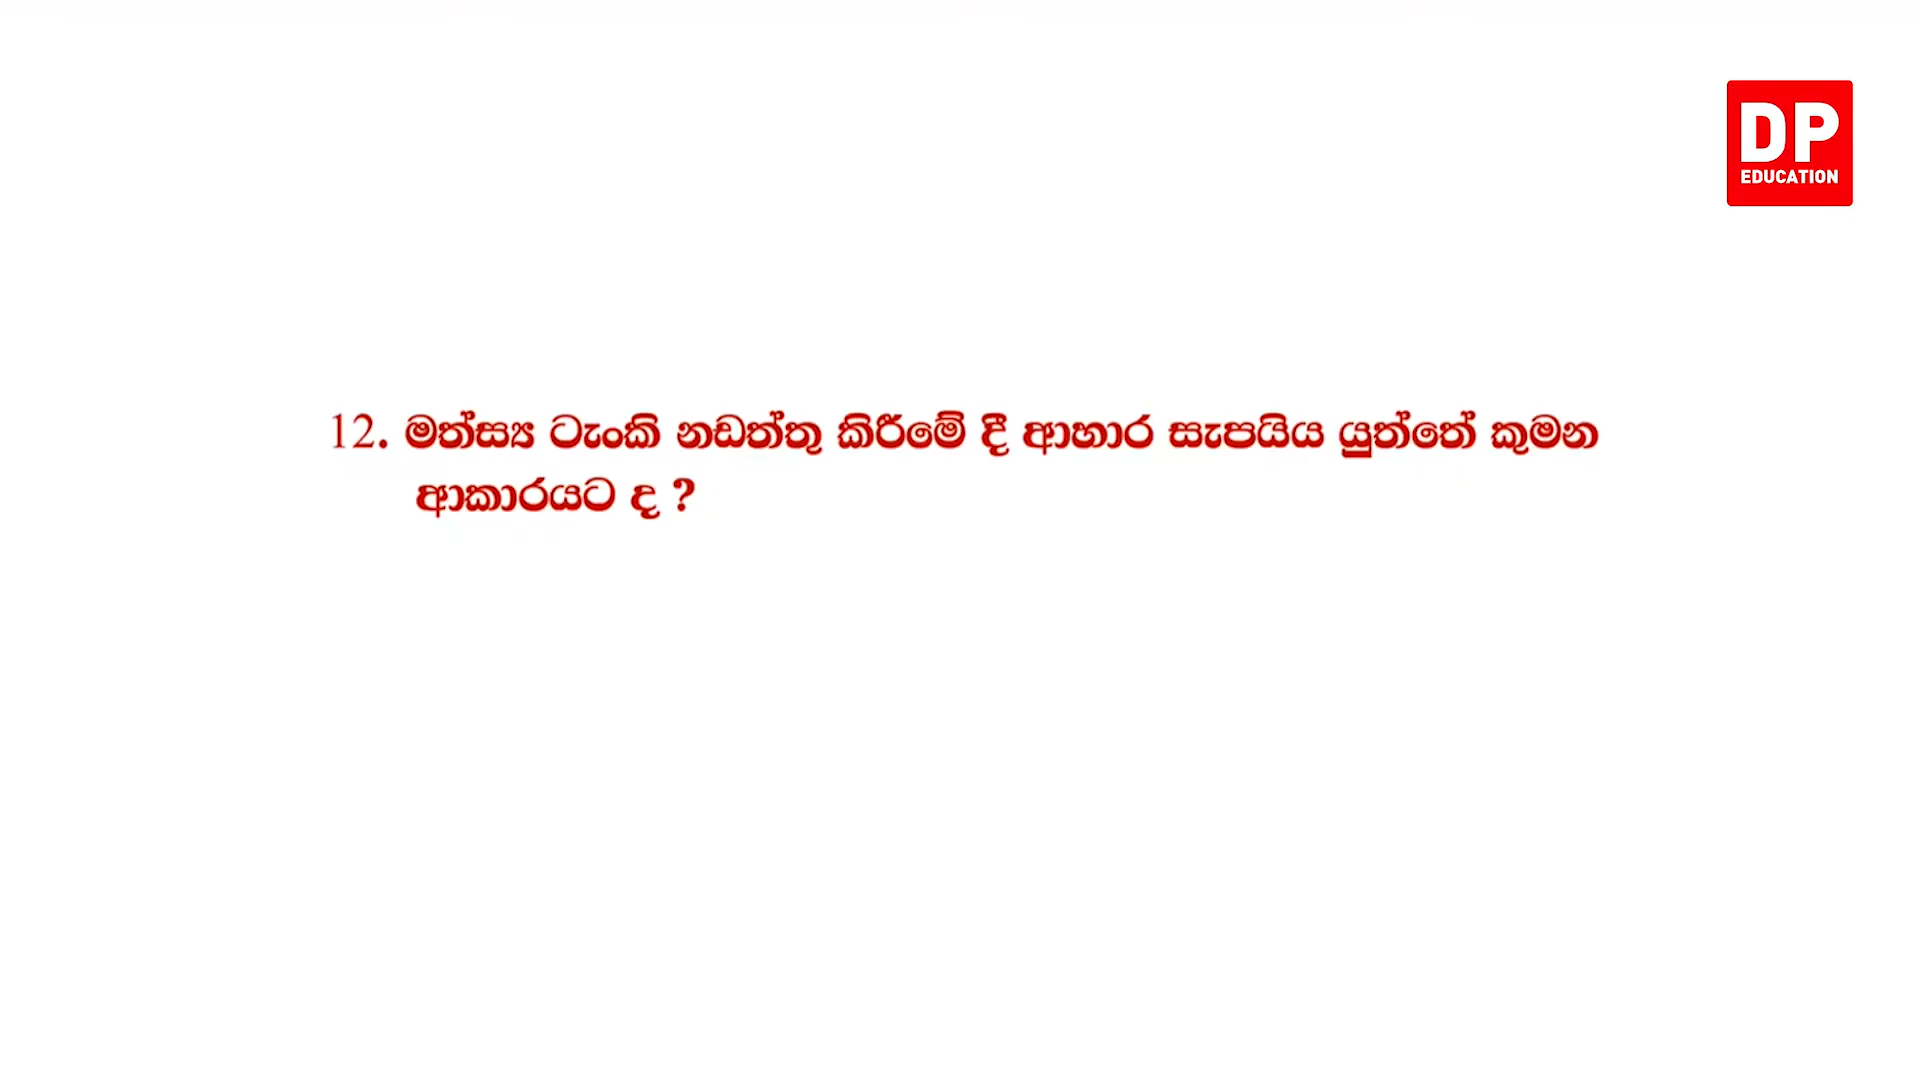 DP
EDUCATION
12. මත්ස්‍ය ටැංකි නඩත්තු කිරීමේ දී ආහාර සැපයිය යුත්තේ කුමන
ආකාරයට ද ?